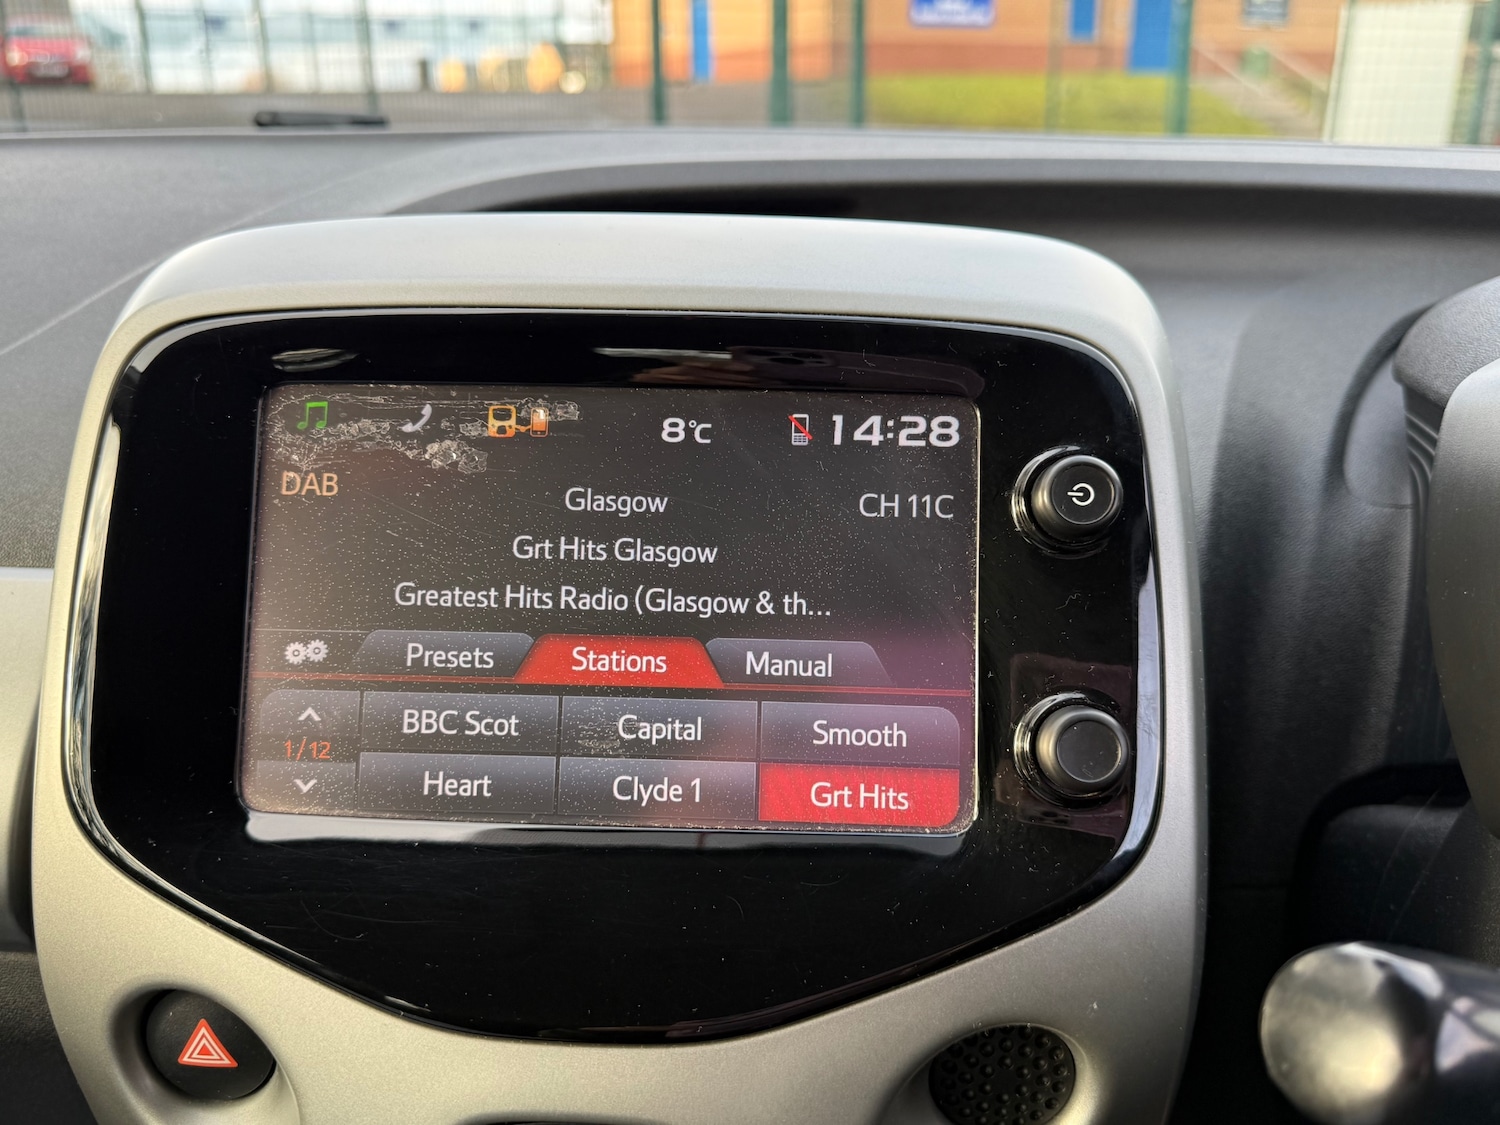 8°C
14:28
DAB
Glasgow
CH 11C
Grt Hits Glasgow
Greatest Hits Radio (Glasgow & th...
Presets
Stations
Manual
1/12
BBC Scot
Capital
Smooth
Heart
Clyde 1
Grt Hits